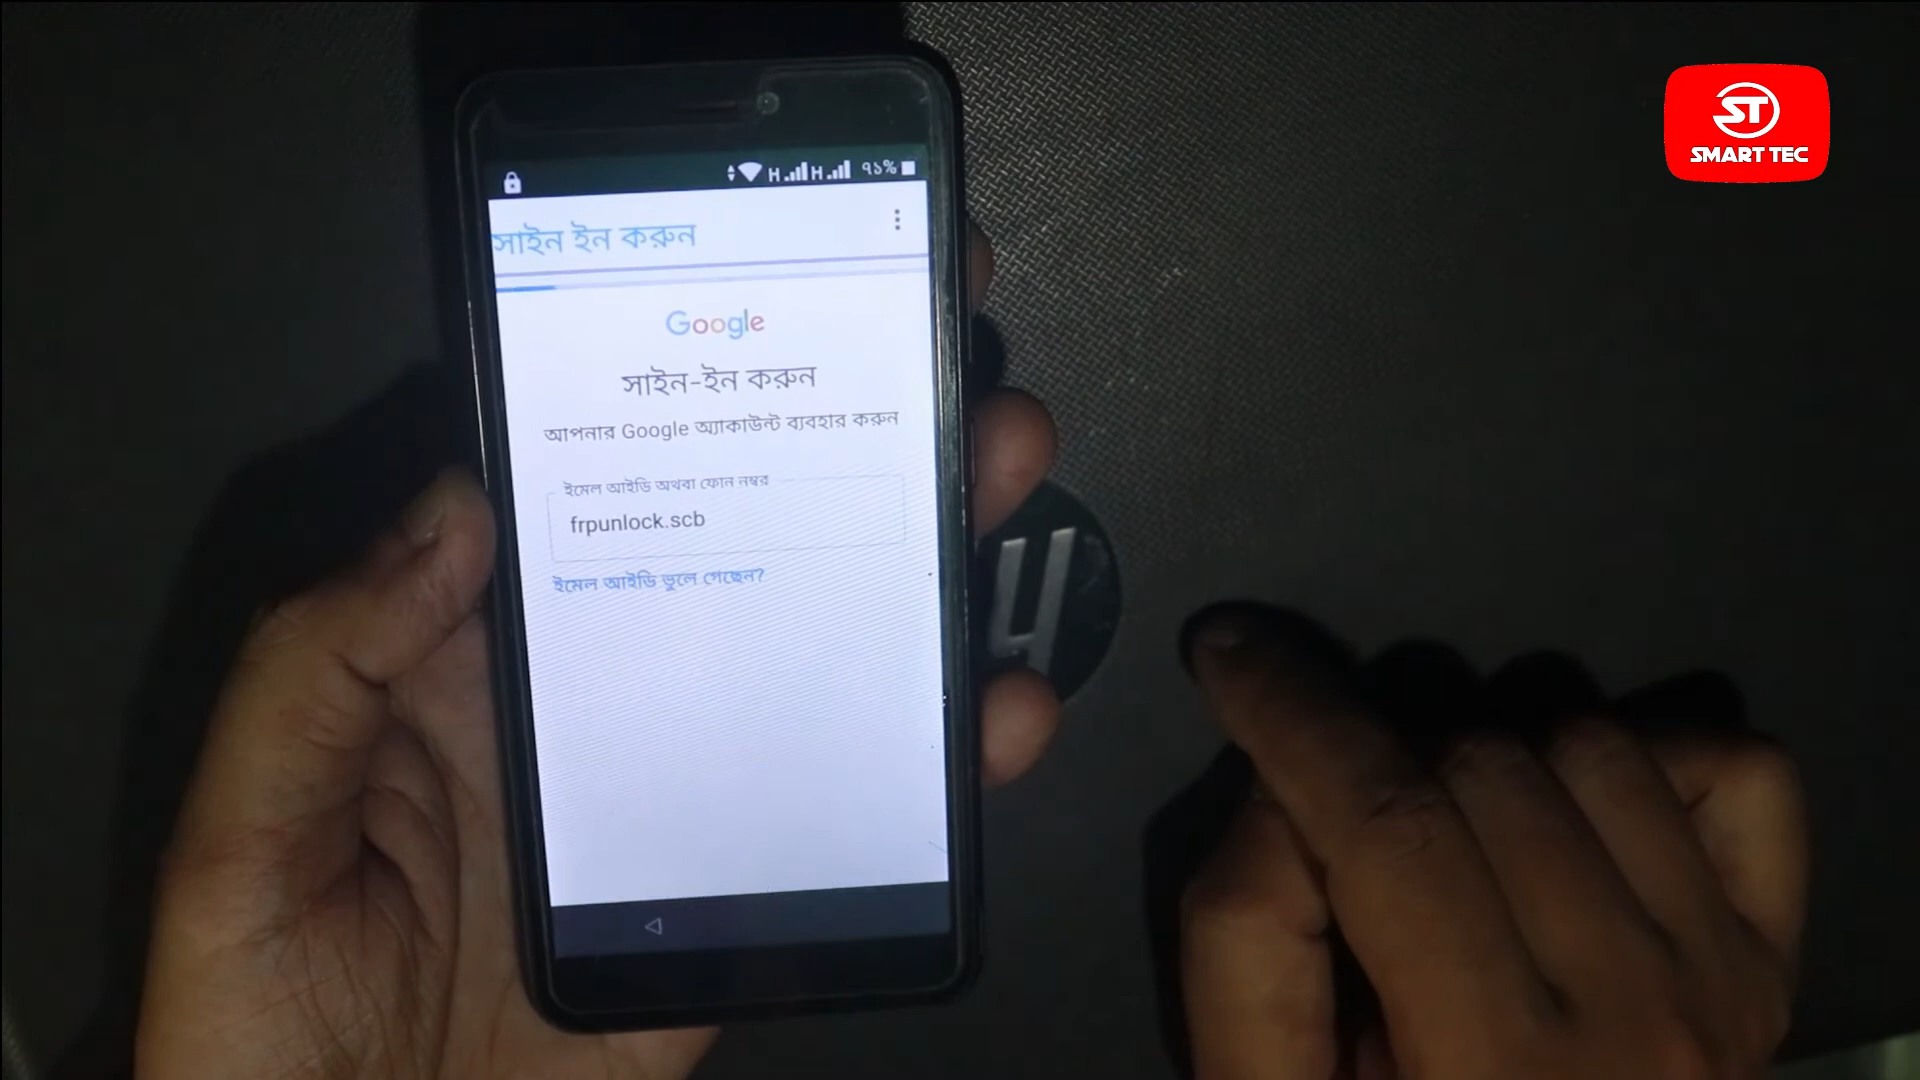 ST
SMART TEC
H H ৭১%
সাইন ইন করুন
Google
সাইন-ইন করুন
আপনার Google অ্যাকাউন্ট ব্যবহার করুন
ইমেল আইডি অথবা ফোন নম্বর
frpunlock.scb
ইমেল আইডি ভুলে গেছেন?